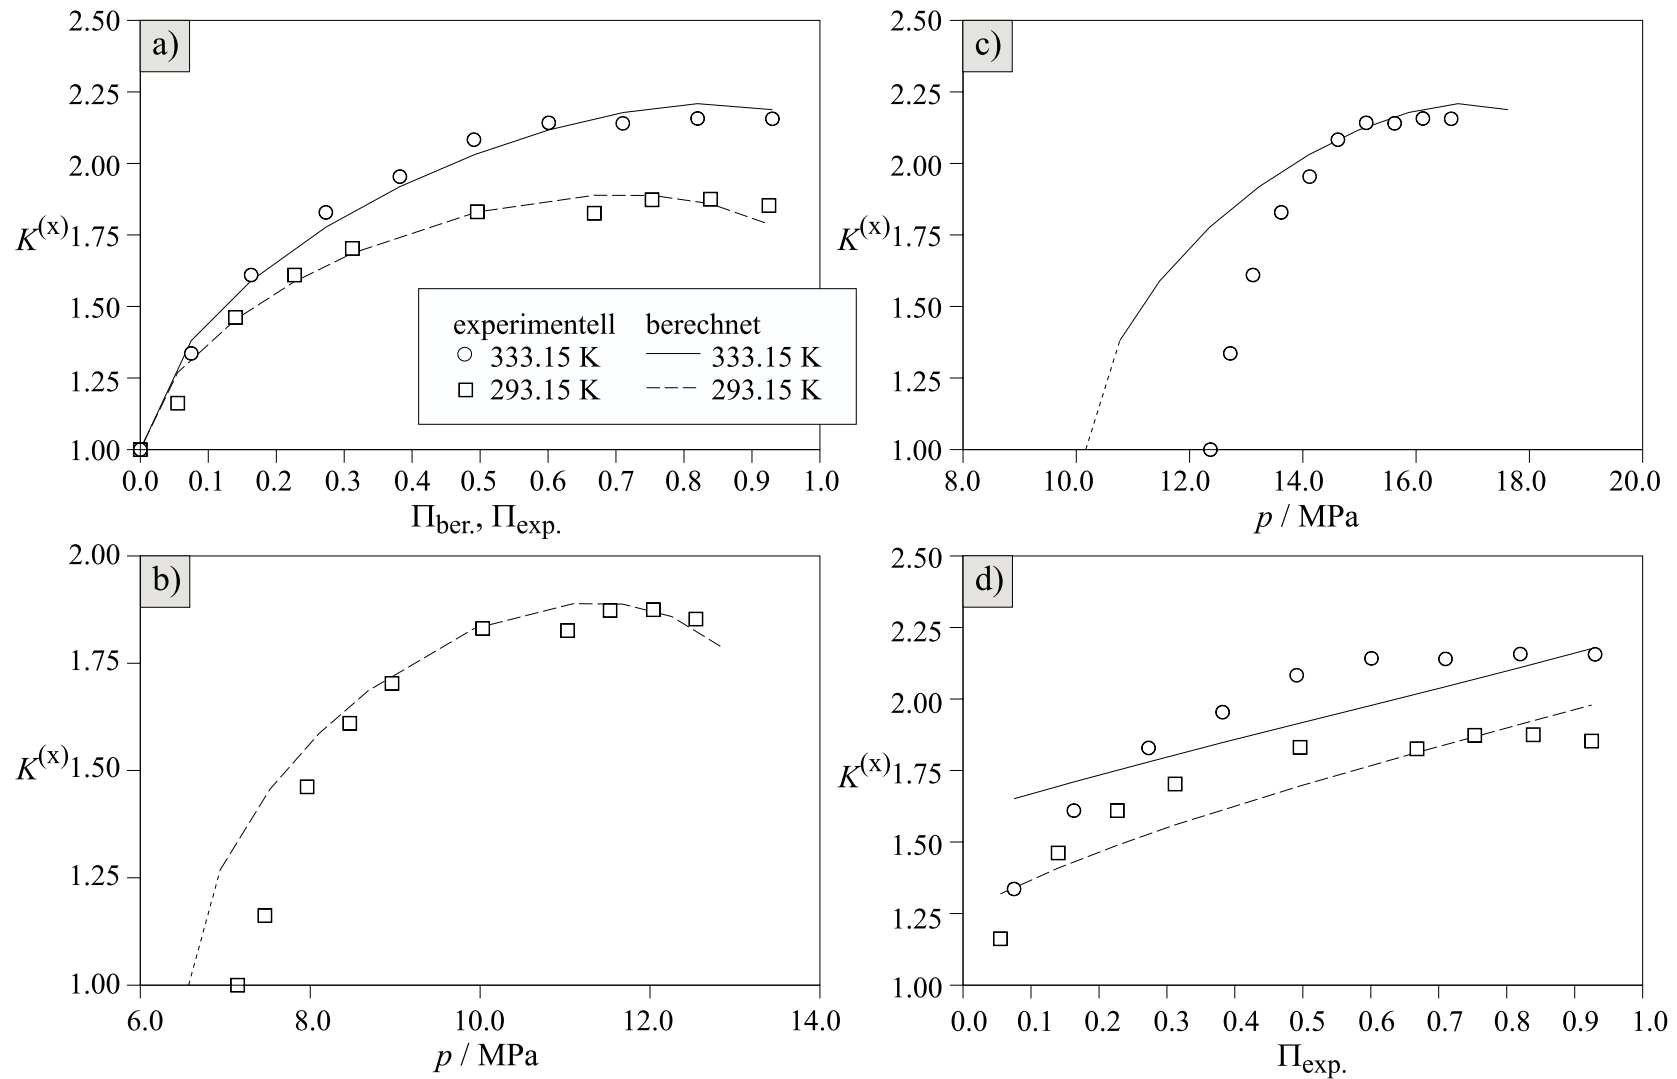 a)
2.50
2.25
2.00
1.75
1.50
1.25
1.00
K(x)
0.0 0.1 0.2 0.3 0.4 0.5 0.6 0.7 0.8 0.9 1.0
Πber., Πexp.
experimentell berechnet
333.15 K 333.15 K
293.15 K 293.15 K
c)
2.50
2.25
2.00
1.75
1.50
1.25
1.00
K(x)
8.0 10.0 12.0 14.0 16.0 18.0 20.0
p / MPa
b)
2.00
1.75
1.50
1.25
1.00
K(x)
6.0 8.0 10.0 12.0 14.0
p / MPa
d)
2.50
2.25
2.00
1.75
1.50
1.25
1.00
K(x)
0.0 0.1 0.2 0.3 0.4 0.5 0.6 0.7 0.8 0.9 1.0
Πexp.